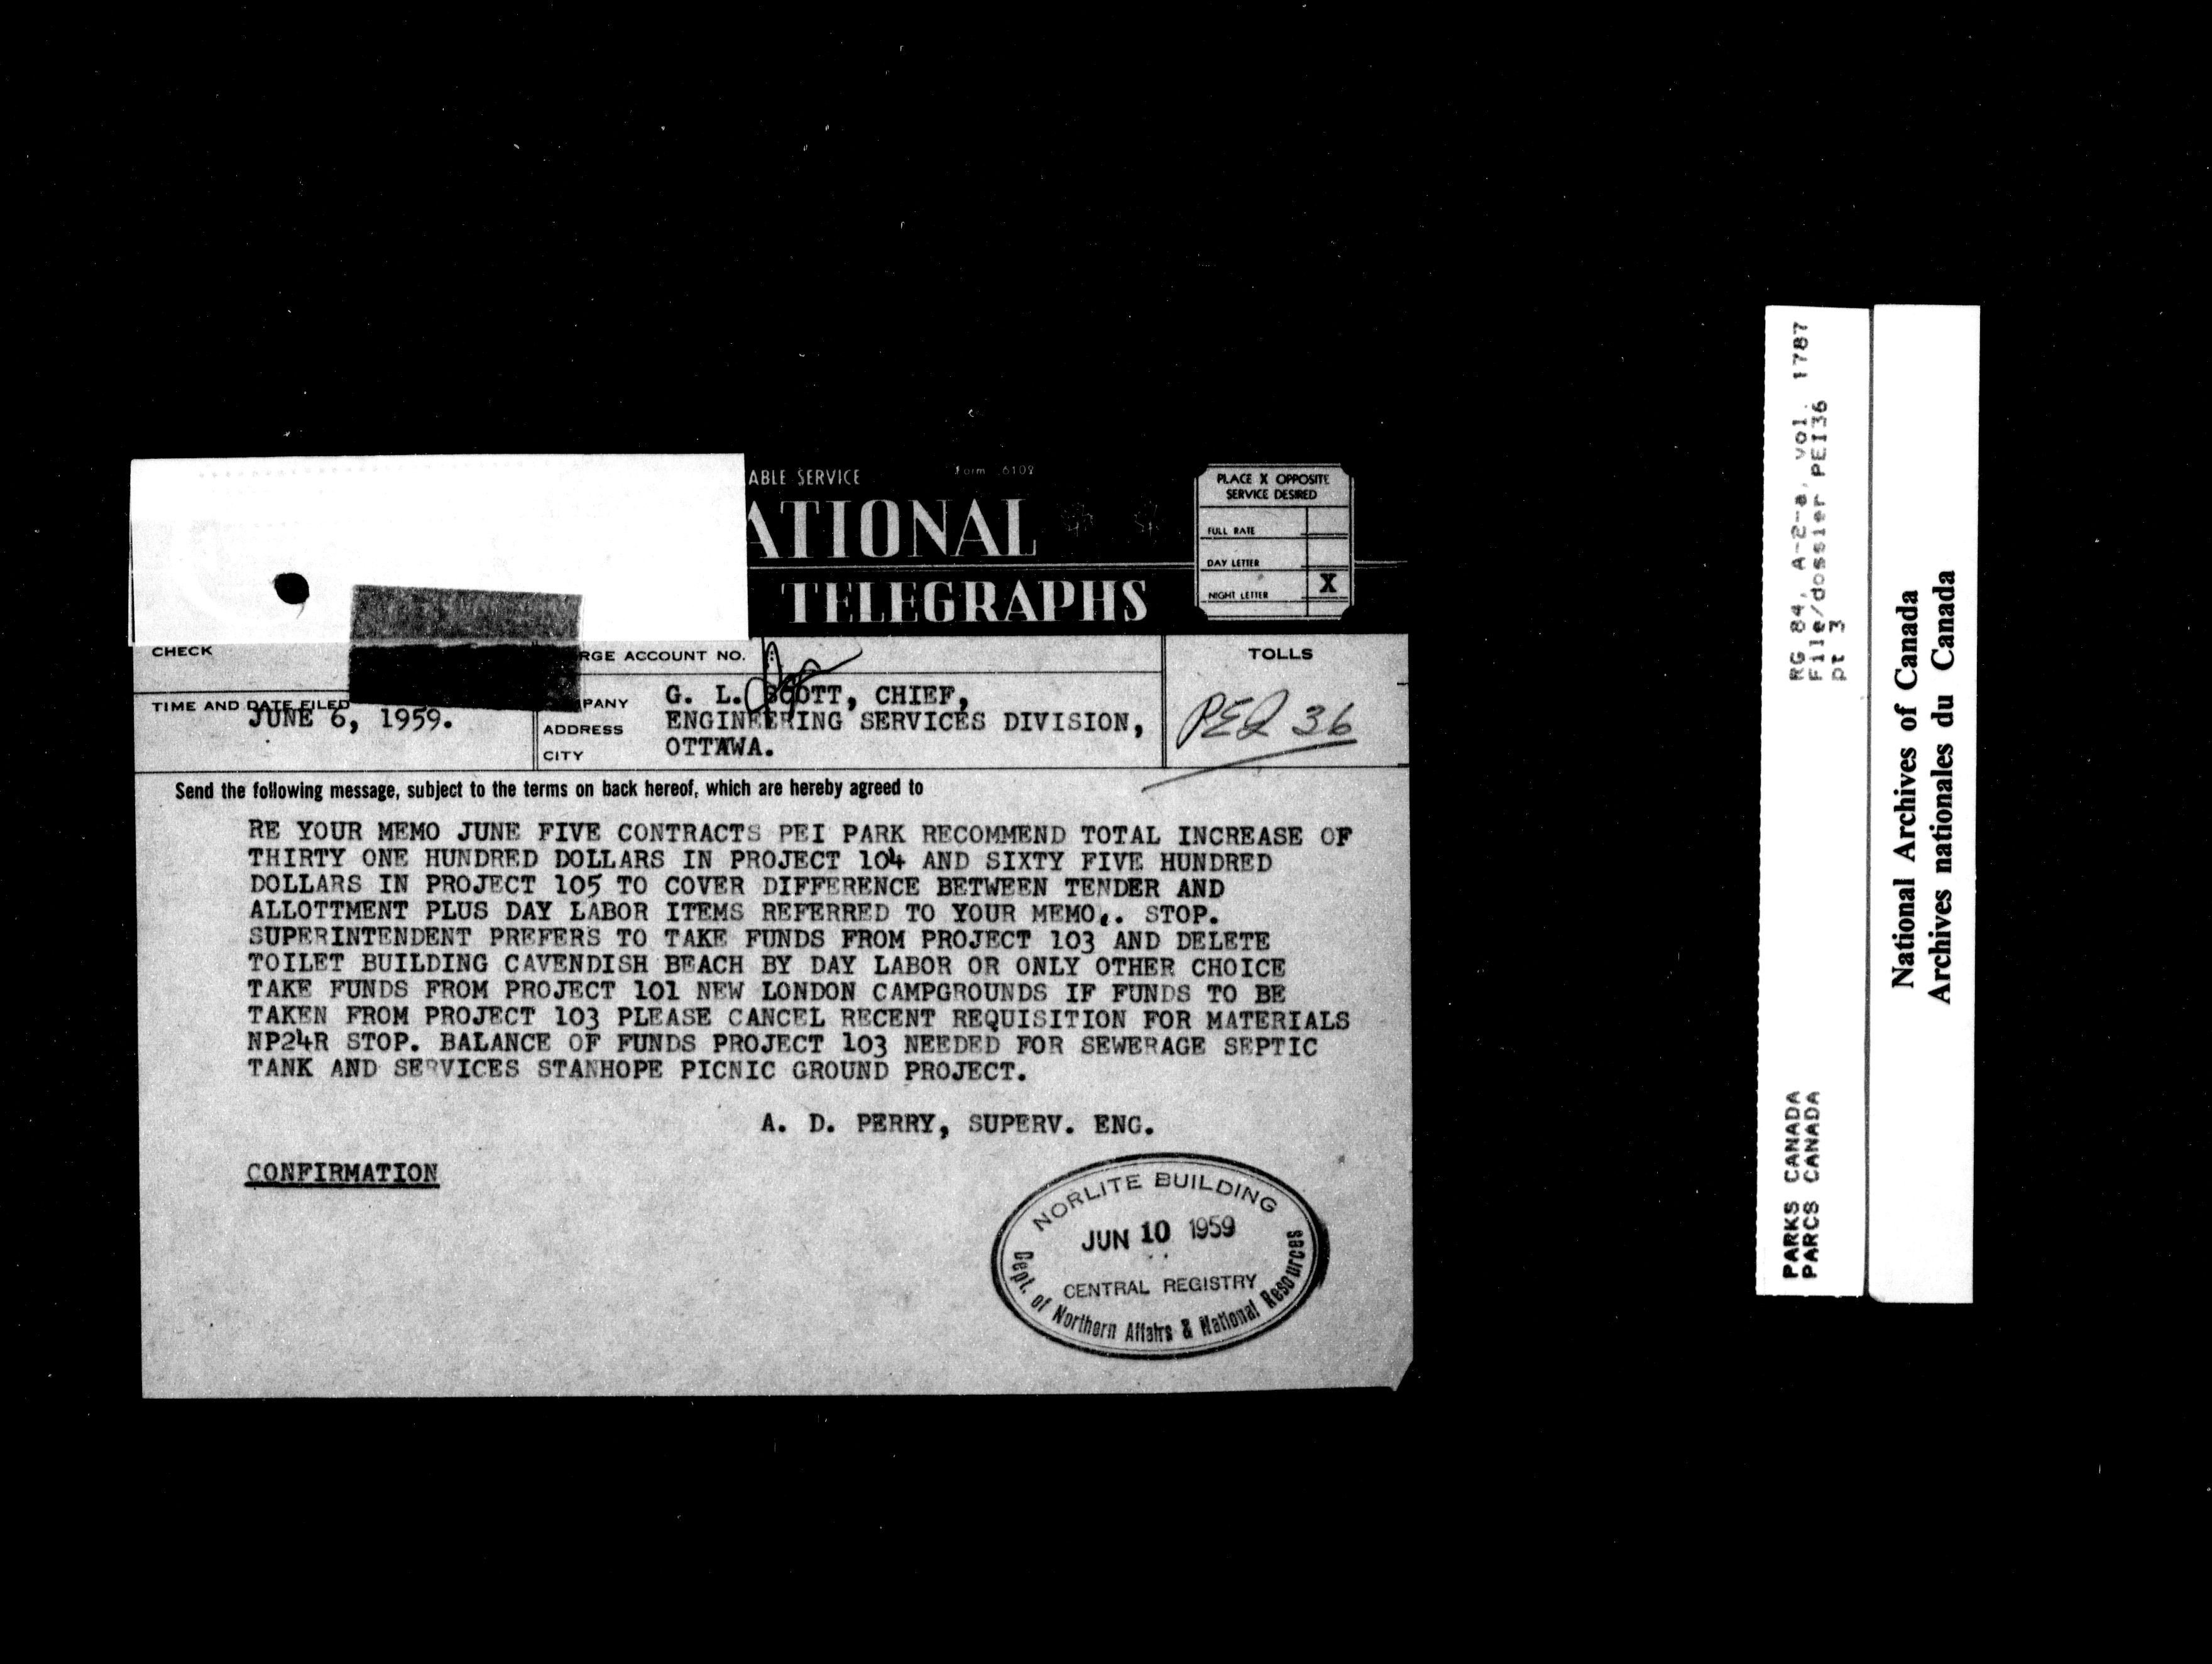 ABLE SERVICE
Form 6102
ATIONAL
TELEGRAPHS
PLACE X OPPOSITE
SERVICE DESIRED
FULL RATE
DAY LETTER
NIGHT LETTER X
CHECK
RGE ACCOUNT NO.
TOLLS
TIME AND DATE FILED
JUNE 6, 1959.
PANY
ADDRESS
CITY
G. L. SCOTT, CHIEF,
ENGINEERING SERVICES DIVISION,
OTTAWA.
PEI 36
Send the following message, subject to the terms on back hereof, which are hereby agreed to
RE YOUR MEMO JUNE FIVE CONTRACTS PEI PARK RECOMMEND TOTAL INCREASE OF
THIRTY ONE HUNDRED DOLLARS IN PROJECT 104 AND SIXTY FIVE HUNDRED
DOLLARS IN PROJECT 105 TO COVER DIFFERENCE BETWEEN TENDER AND
ALLOTTMENT PLUS DAY LABOR ITEMS REFERRED TO YOUR MEMO.. STOP.
SUPERINTENDENT PREFERS TO TAKE FUNDS FROM PROJECT 103 AND DELETE
TOILET BUILDING CAVENDISH BEACH BY DAY LABOR OR ONLY OTHER CHOICE
TAKE FUNDS FROM PROJECT 101 NEW LONDON CAMPGROUNDS IF FUNDS TO BE
TAKEN FROM PROJECT 103 PLEASE CANCEL RECENT REQUISITION FOR MATERIALS
NP24R STOP. BALANCE OF FUNDS PROJECT 103 NEEDED FOR SEWERAGE SEPTIC
TANK AND SERVICES STANHOPE PICNIC GROUND PROJECT.
A. D. PERRY, SUPERV. ENG.
CONFIRMATION
NORLITE BUILDING
JUN 10 1959
CENTRAL REGISTRY
Dept. of Northern Affairs & National Resources
RG 84, A-2-a, vol. 1787
File/dossier PEI36
pt 3
PARKS CANADA
PARCS CANADA
National Archives of Canada
Archives nationales du Canada